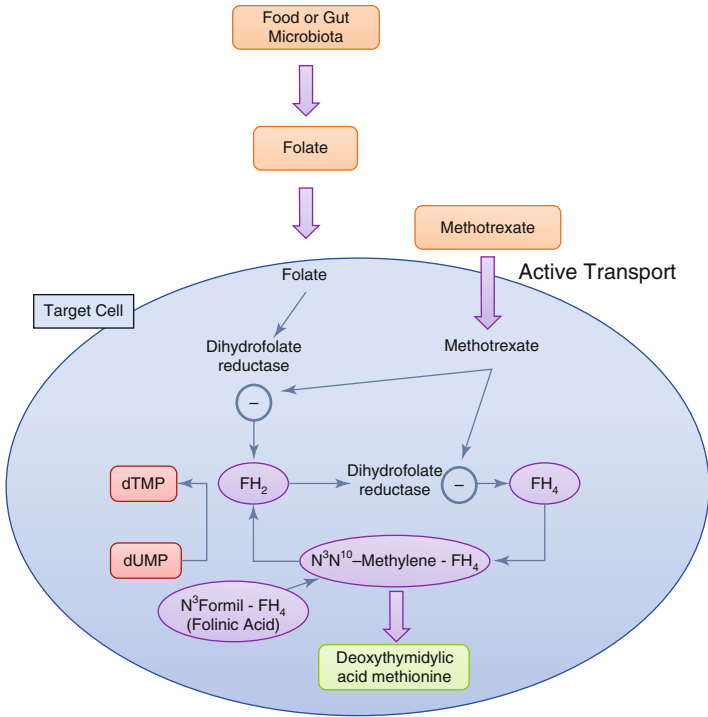 Food or Gut
Microbiota
Folate
Methotrexate
Active Transport
Folate
Target Cell
Dihydrofolate
reductase
Methotrexate
–
dTMP
FH₂
Dihydrofolate
reductase
–
FH₄
dUMP
N³N¹⁰–Methylene - FH₄
N³Formil - FH₄
(Folinic Acid)
Deoxythymidylic
acid methionine